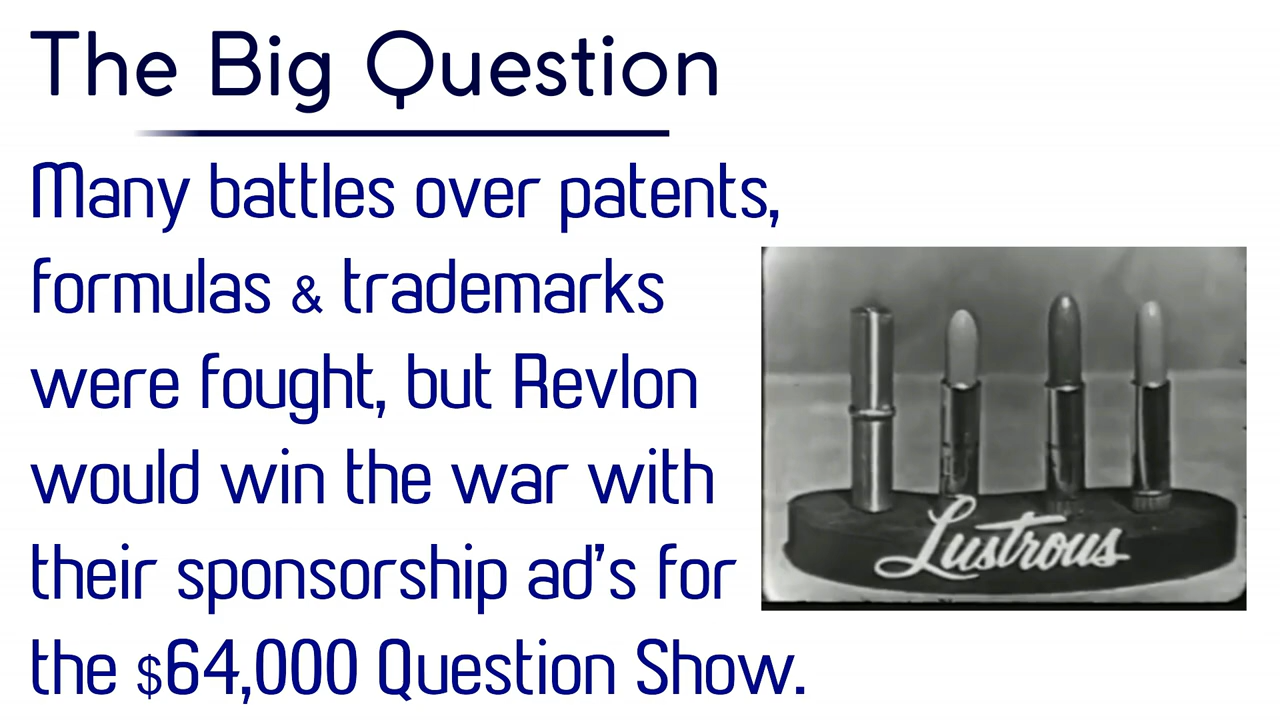 The Big Question
Many battles over patents,
formulas & trademarks
were fought, but Revlon
would win the war with
their sponsorship ad's for
the $64,000 Question Show.
Lustrous